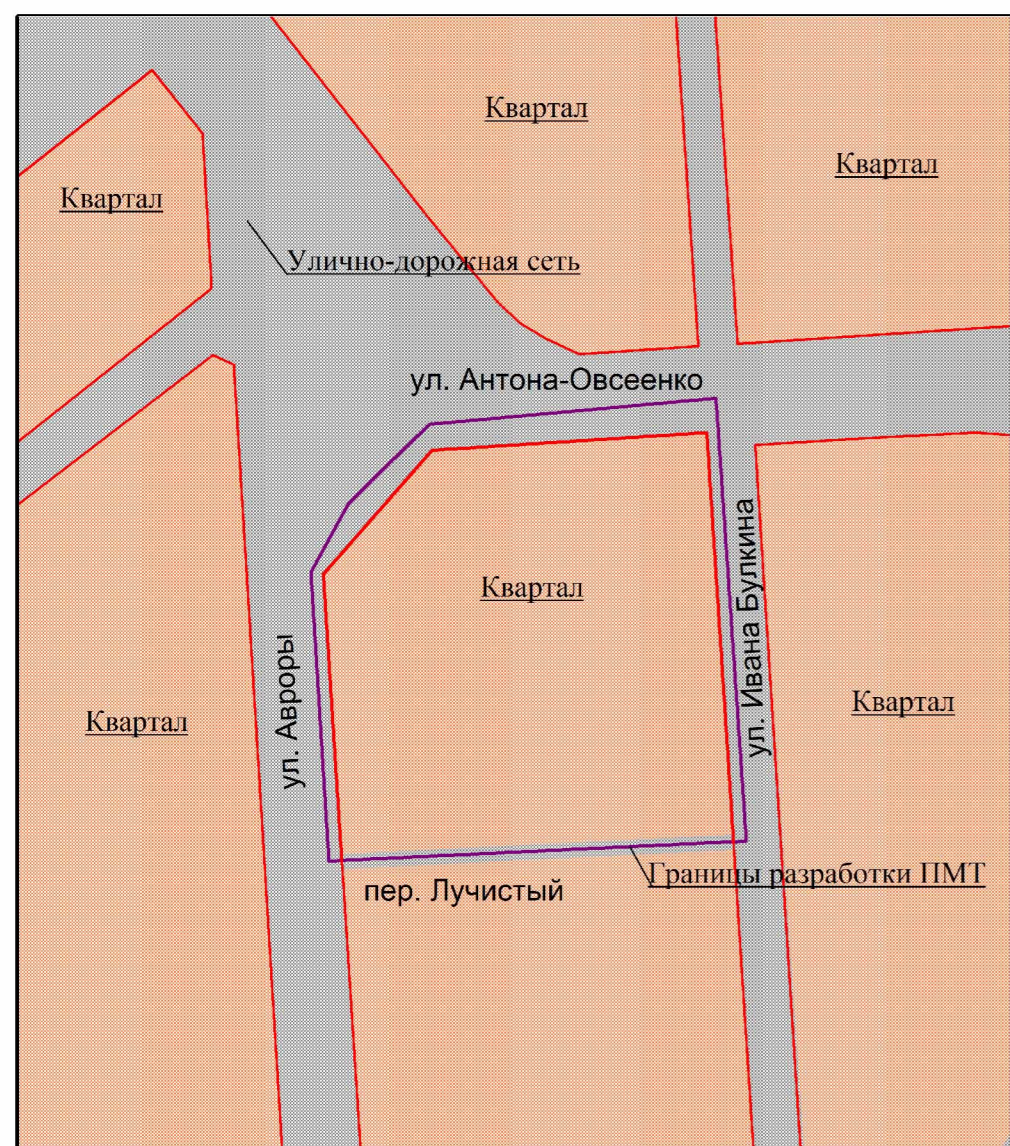 Квартал
Квартал
Квартал
Улично-дорожная сеть
ул. Антона-Овсеенко
Квартал
ул. Ивана Булкина
ул. Авроры
Квартал
Квартал
Границы разработки ПМТ
пер. Лучистый